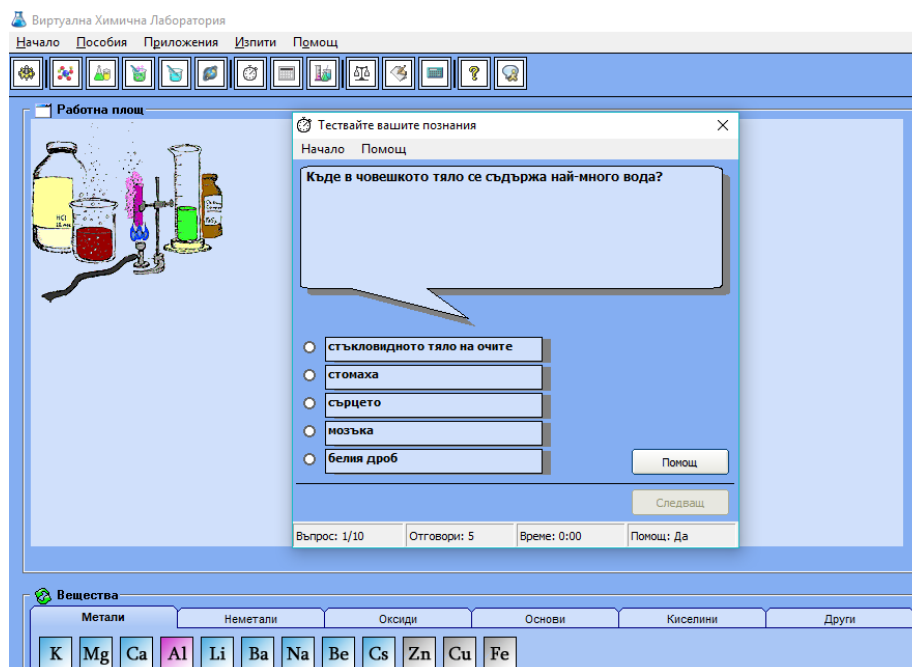 Виртуална Химична Лаборатория
Начало Пособия Приложения Изпити Помощ
Работна площ
HCl
Тествайте вашите познания
Начало Помощ
Къде в човешкото тяло се съдържа най-много вода?
стъкловидното тяло на очите
стомаха
сърцето
мозъка
белия дроб
Помощ
Следващ
Въпрос: 1/10 Отговори: 5 Време: 0:00 Помощ: Да
Вещества
Метали Неметали Оксиди Основи Киселини Други
K Mg Ca Al Li Ba Na Be Cs Zn Cu Fe